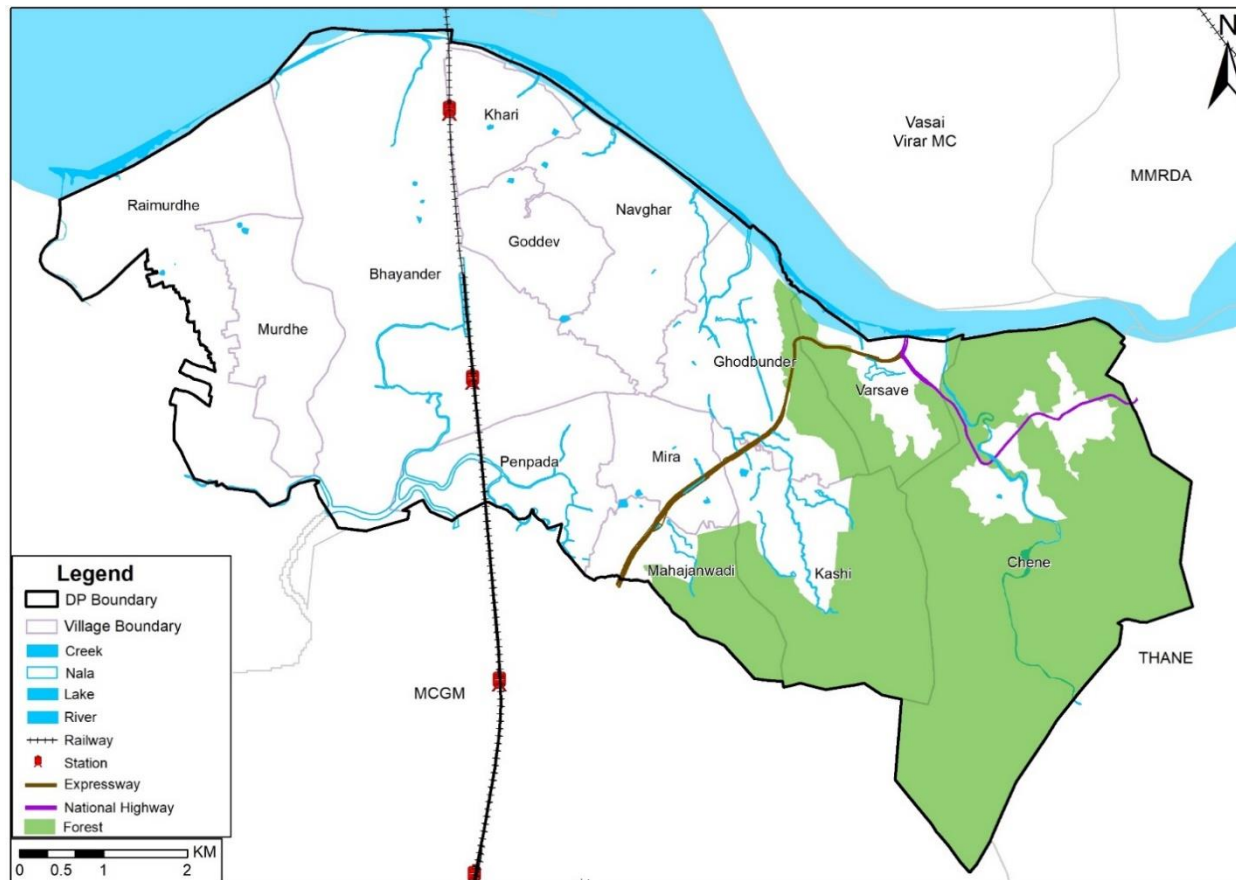 N
Khari
Vasai
Virar MC
MMRDA
Raimurdhe
Navghar
Goddev
Bhayander
Murdhe
Ghodbunder
Varsave
Penpada
Mira
Mahajanwadi
Kashi
Chene
THANE
MCGM
Legend
DP Boundary
Village Boundary
Creek
Nala
Lake
River
Railway
Station
Expressway
National Highway
Forest
KM
0 0.5 1 2